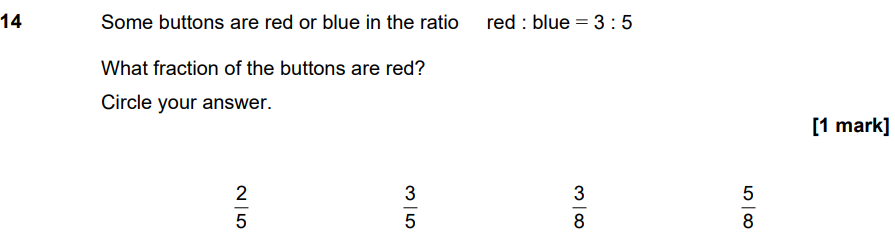 14 Some buttons are red or blue in the ratio red : blue = 3 : 5
What fraction of the buttons are red?
Circle your answer.
[1 mark]
2/5 3/5 3/8 5/8